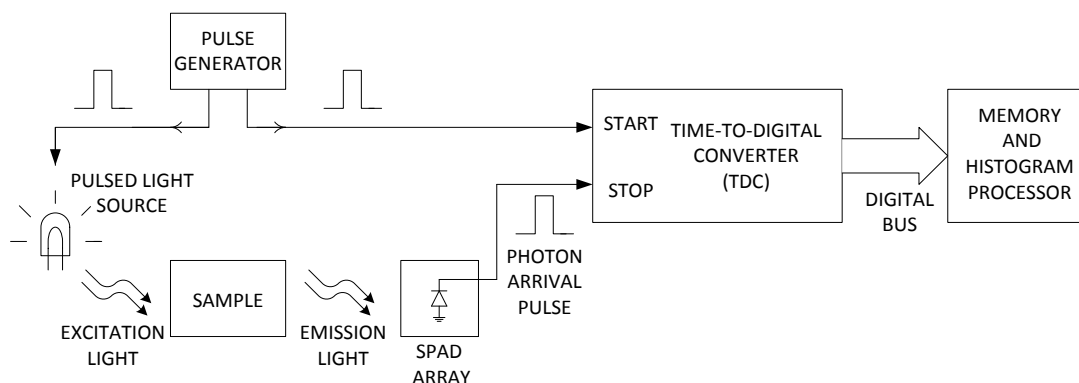 PULSE
GENERATOR
START
STOP
TIME-TO-DIGITAL
CONVERTER
(TDC)
MEMORY
AND
HISTOGRAM
PROCESSOR
DIGITAL
BUS
PULSED LIGHT
SOURCE
PHOTON
ARRIVAL
PULSE
SAMPLE
EXCITATION
LIGHT
EMISSION
LIGHT
SPAD
ARRAY